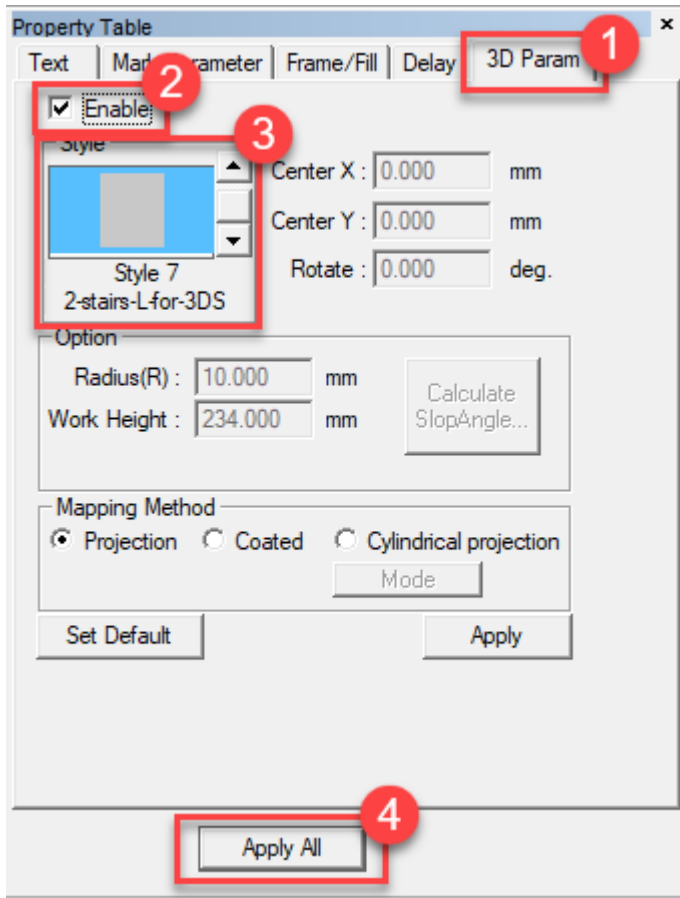 Property Table ×
Text Mark Parameter Frame/Fill Delay 3D Param 1
2
Enable
3
Style
Center X : 0.000 mm
Center Y : 0.000 mm
Rotate : 0.000 deg.
Style 7
2-stairs-L-for-3DS
Option
Radius(R) : 10.000 mm
Work Height : 234.000 mm
Calculate
SlopAngle...
Mapping Method
Projection Coated Cylindrical projection
Mode
Set Default Apply
4
Apply All